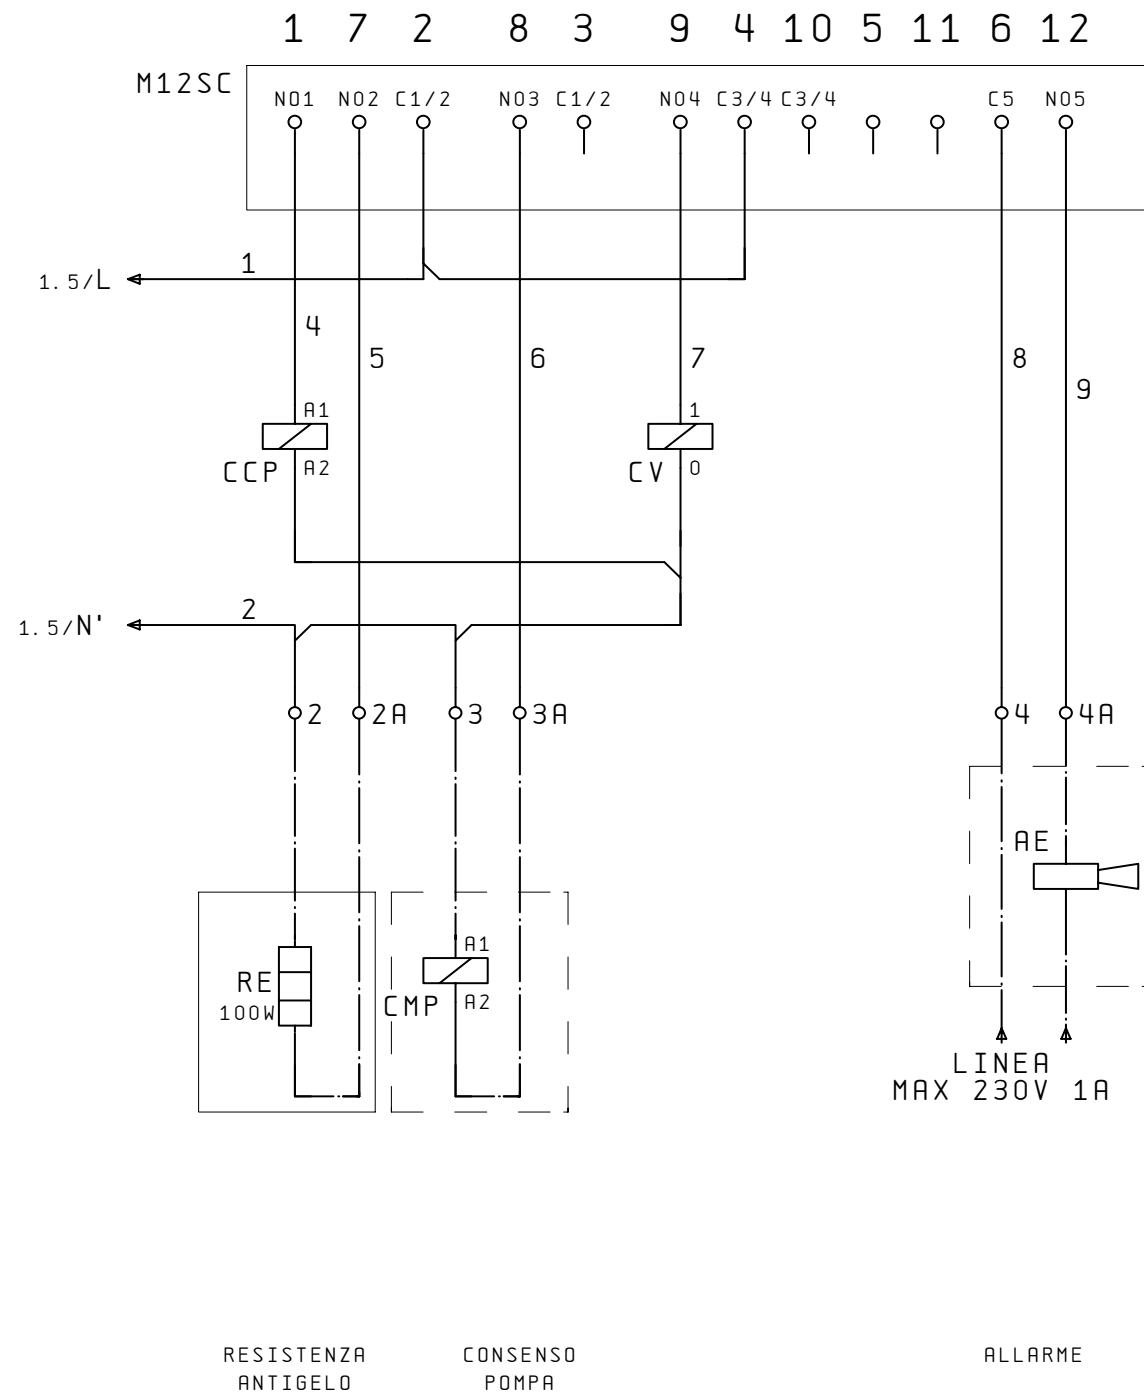 1 7 2 8 3 9 4 10 5 11 6 12
M12SC
NO1 NO2 C1/2 NO3 C1/2 NO4 C3/4 C3/4 C5 NO5
1
1.5/L
4
5 6 7 8
9
A1 1
CCP A2 CV 0
2
1.5/N'
2 2A 3 3A 4 4A
AE
A1
RE
100W CMP A2
LINEA
MAX 230V 1A
RESISTENZA CONSENSO ALLARME
ANTIGELO POMPA